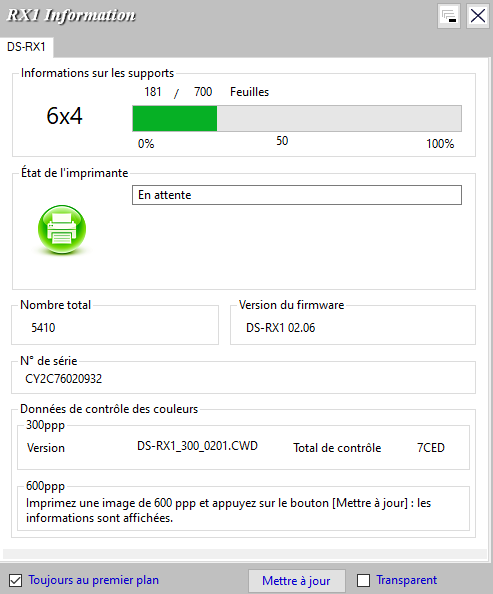 RX1 Information
DS-RX1
Informations sur les supports
181 / 700 Feuilles
6x4
0% 50 100%
État de l'imprimante
En attente
Nombre total
5410
Version du firmware
DS-RX1 02.06
N° de série
CY2C76020932
Données de contrôle des couleurs
300ppp
Version DS-RX1_300_0201.CWD Total de contrôle 7CED
600ppp
Imprimez une image de 600 ppp et appuyez sur le bouton [Mettre à jour] : les
informations sont affichées.
Toujours au premier plan Mettre à jour Transparent